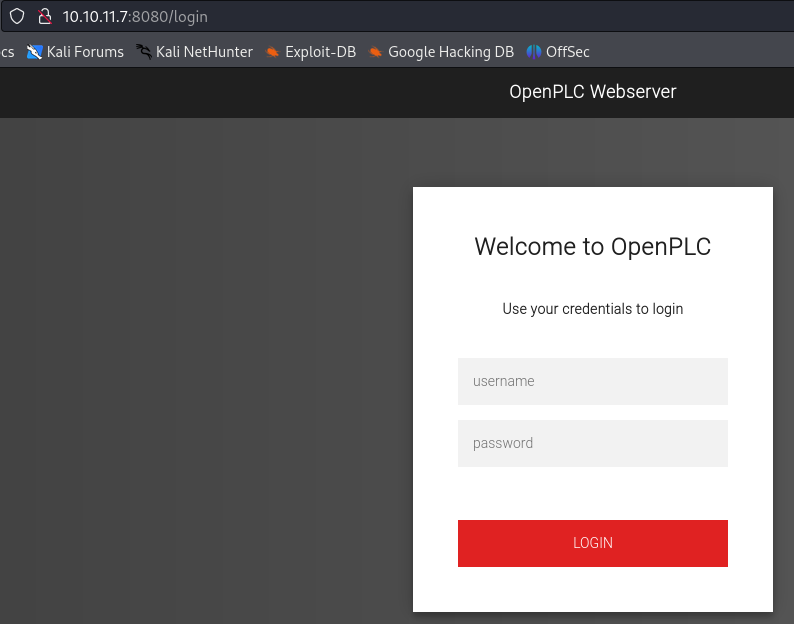 10.10.11.7:8080/login
cs Kali Forums Kali NetHunter Exploit-DB Google Hacking DB OffSec
OpenPLC Webserver
Welcome to OpenPLC
Use your credentials to login
username
password
LOGIN